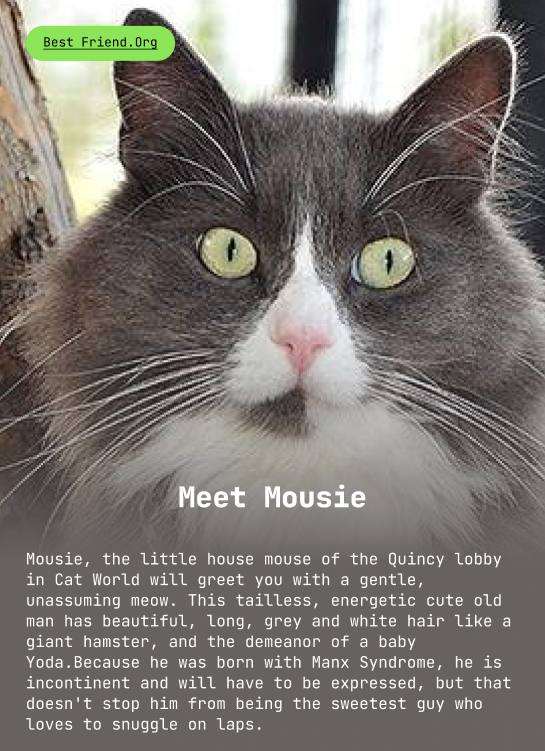 Best Friend.Org
Meet Mousie
Mousie, the little house mouse of the Quincy lobby
in Cat World will greet you with a gentle,
unassuming meow. This tailless, energetic cute old
man has beautiful, long, grey and white hair like a
giant hamster, and the demeanor of a baby
Yoda.Because he was born with Manx Syndrome, he is
incontinent and will have to be expressed, but that
doesn't stop him from being the sweetest guy who
loves to snuggle on laps.